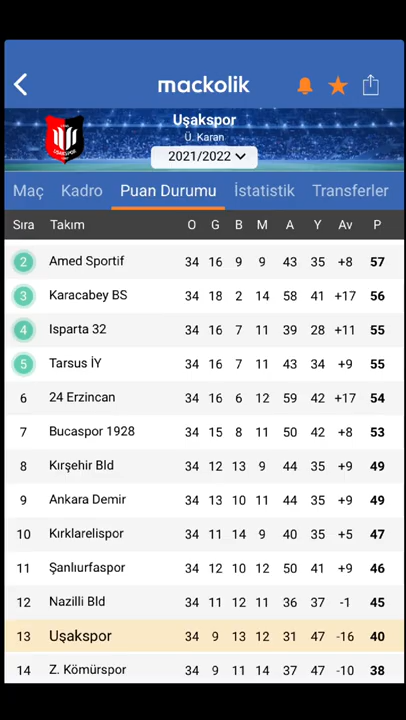 mackolik
Uşakspor
Ü. Karan
2021/2022
Maç Kadro Puan Durumu İstatistik Transferler
Sıra Takım O G B M A Y Av P
2 Amed Sportif 34 16 9 9 43 35 +8 57
3 Karacabey BS 34 18 2 14 58 41 +17 56
4 Isparta 32 34 16 7 11 39 28 +11 55
5 Tarsus İY 34 16 7 11 43 34 +9 55
6 24 Erzincan 34 16 6 12 59 42 +17 54
7 Bucaspor 1928 34 15 8 11 50 42 +8 53
8 Kırşehir Bld 34 12 13 9 44 35 +9 49
9 Ankara Demir 34 13 10 11 44 35 +9 49
10 Kırklarelispor 34 11 14 9 40 35 +5 47
11 Şanlıurfaspor 34 12 10 12 50 41 +9 46
12 Nazilli Bld 34 11 12 11 36 37 -1 45
13 Uşakspor 34 9 13 12 31 47 -16 40
14 Z. Kömürspor 34 9 11 14 37 47 -10 38